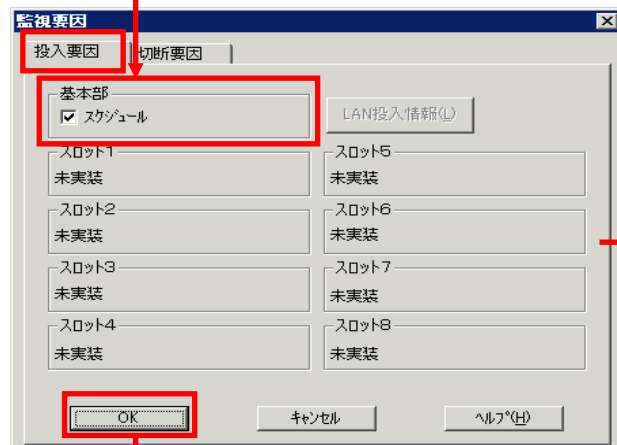 監視要因
投入要因 切断要因
基本部
スケジュール
LAN投入情報(L)
スロット1 スロット5
未実装 未実装
スロット2 スロット6
未実装 未実装
スロット3 スロット7
未実装 未実装
スロット4 スロット8
未実装 未実装
OK キャンセル ヘルプ(H)